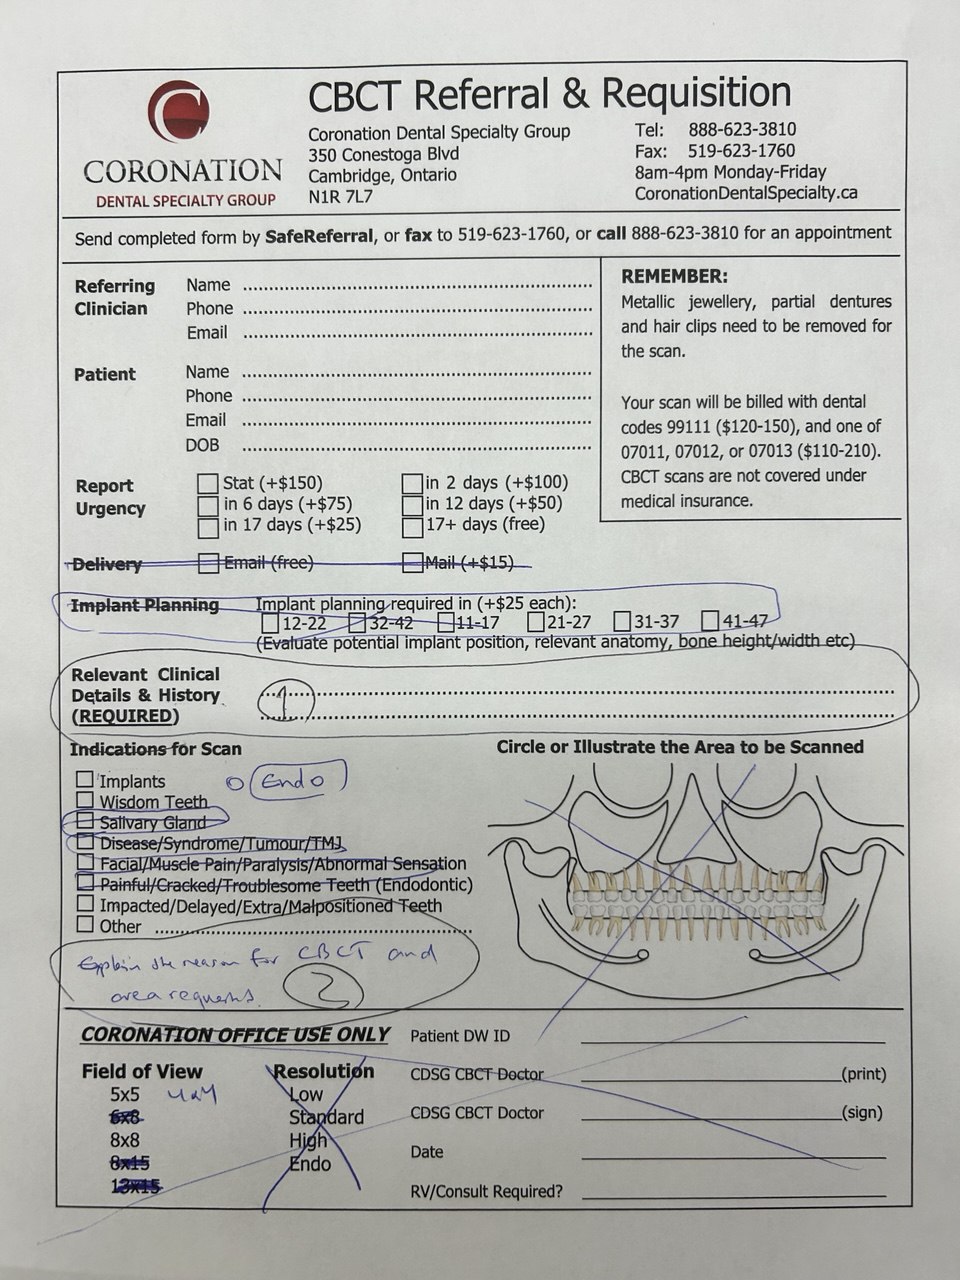 CBCT Referral & Requisition
CORONATION
DENTAL SPECIALTY GROUP
Coronation Dental Specialty Group
350 Conestoga Blvd
Cambridge, Ontario
N1R 7L7
Tel: 888-623-3810
Fax: 519-623-1760
8am-4pm Monday-Friday
CoronationDentalSpecialty.ca
Send completed form by SafeReferral, or fax to 519-623-1760, or call 888-623-3810 for an appointment
Referring Clinician
Name
Phone
Email
Patient
Name
Phone
Email
DOB
REMEMBER:
Metallic jewellery, partial dentures
and hair clips need to be removed for
the scan.
Your scan will be billed with dental
codes 99111 ($120-150), and one of
07011, 07012, or 07013 ($110-210).
CBCT scans are not covered under
medical insurance.
Report Urgency
Stat (+$150) in 2 days (+$100)
in 6 days (+$75) in 12 days (+$50)
in 17 days (+$25) 17+ days (free)
Delivery Email (free) Mail (+$15)
Implant Planning Implant planning required in (+$25 each):
12-22 32-42 11-17 21-27 31-37 41-47
(Evaluate potential implant position, relevant anatomy, bone height/width etc)
Relevant Clinical
Details & History
(REQUIRED)
1
Indications for Scan
Implants
Endo
Wisdom Teeth
Salivary Gland
Disease/Syndrome/Tumour/TMJ
Facial/Muscle Pain/Paralysis/Abnormal Sensation
Painful/Cracked/Troublesome Teeth (Endodontic)
Impacted/Delayed/Extra/Malpositioned Teeth
Other
Explain the reason for CBCT and
area requests.
2
Circle or Illustrate the Area to be Scanned
CORONATION OFFICE USE ONLY
Field of View
5x5 4x4
6x8
8x8
8x15
13x15
Resolution
Low
Standard
High
Endo
Patient DW ID
CDSG CBCT Doctor (print)
CDSG CBCT Doctor (sign)
Date
RV/Consult Required?